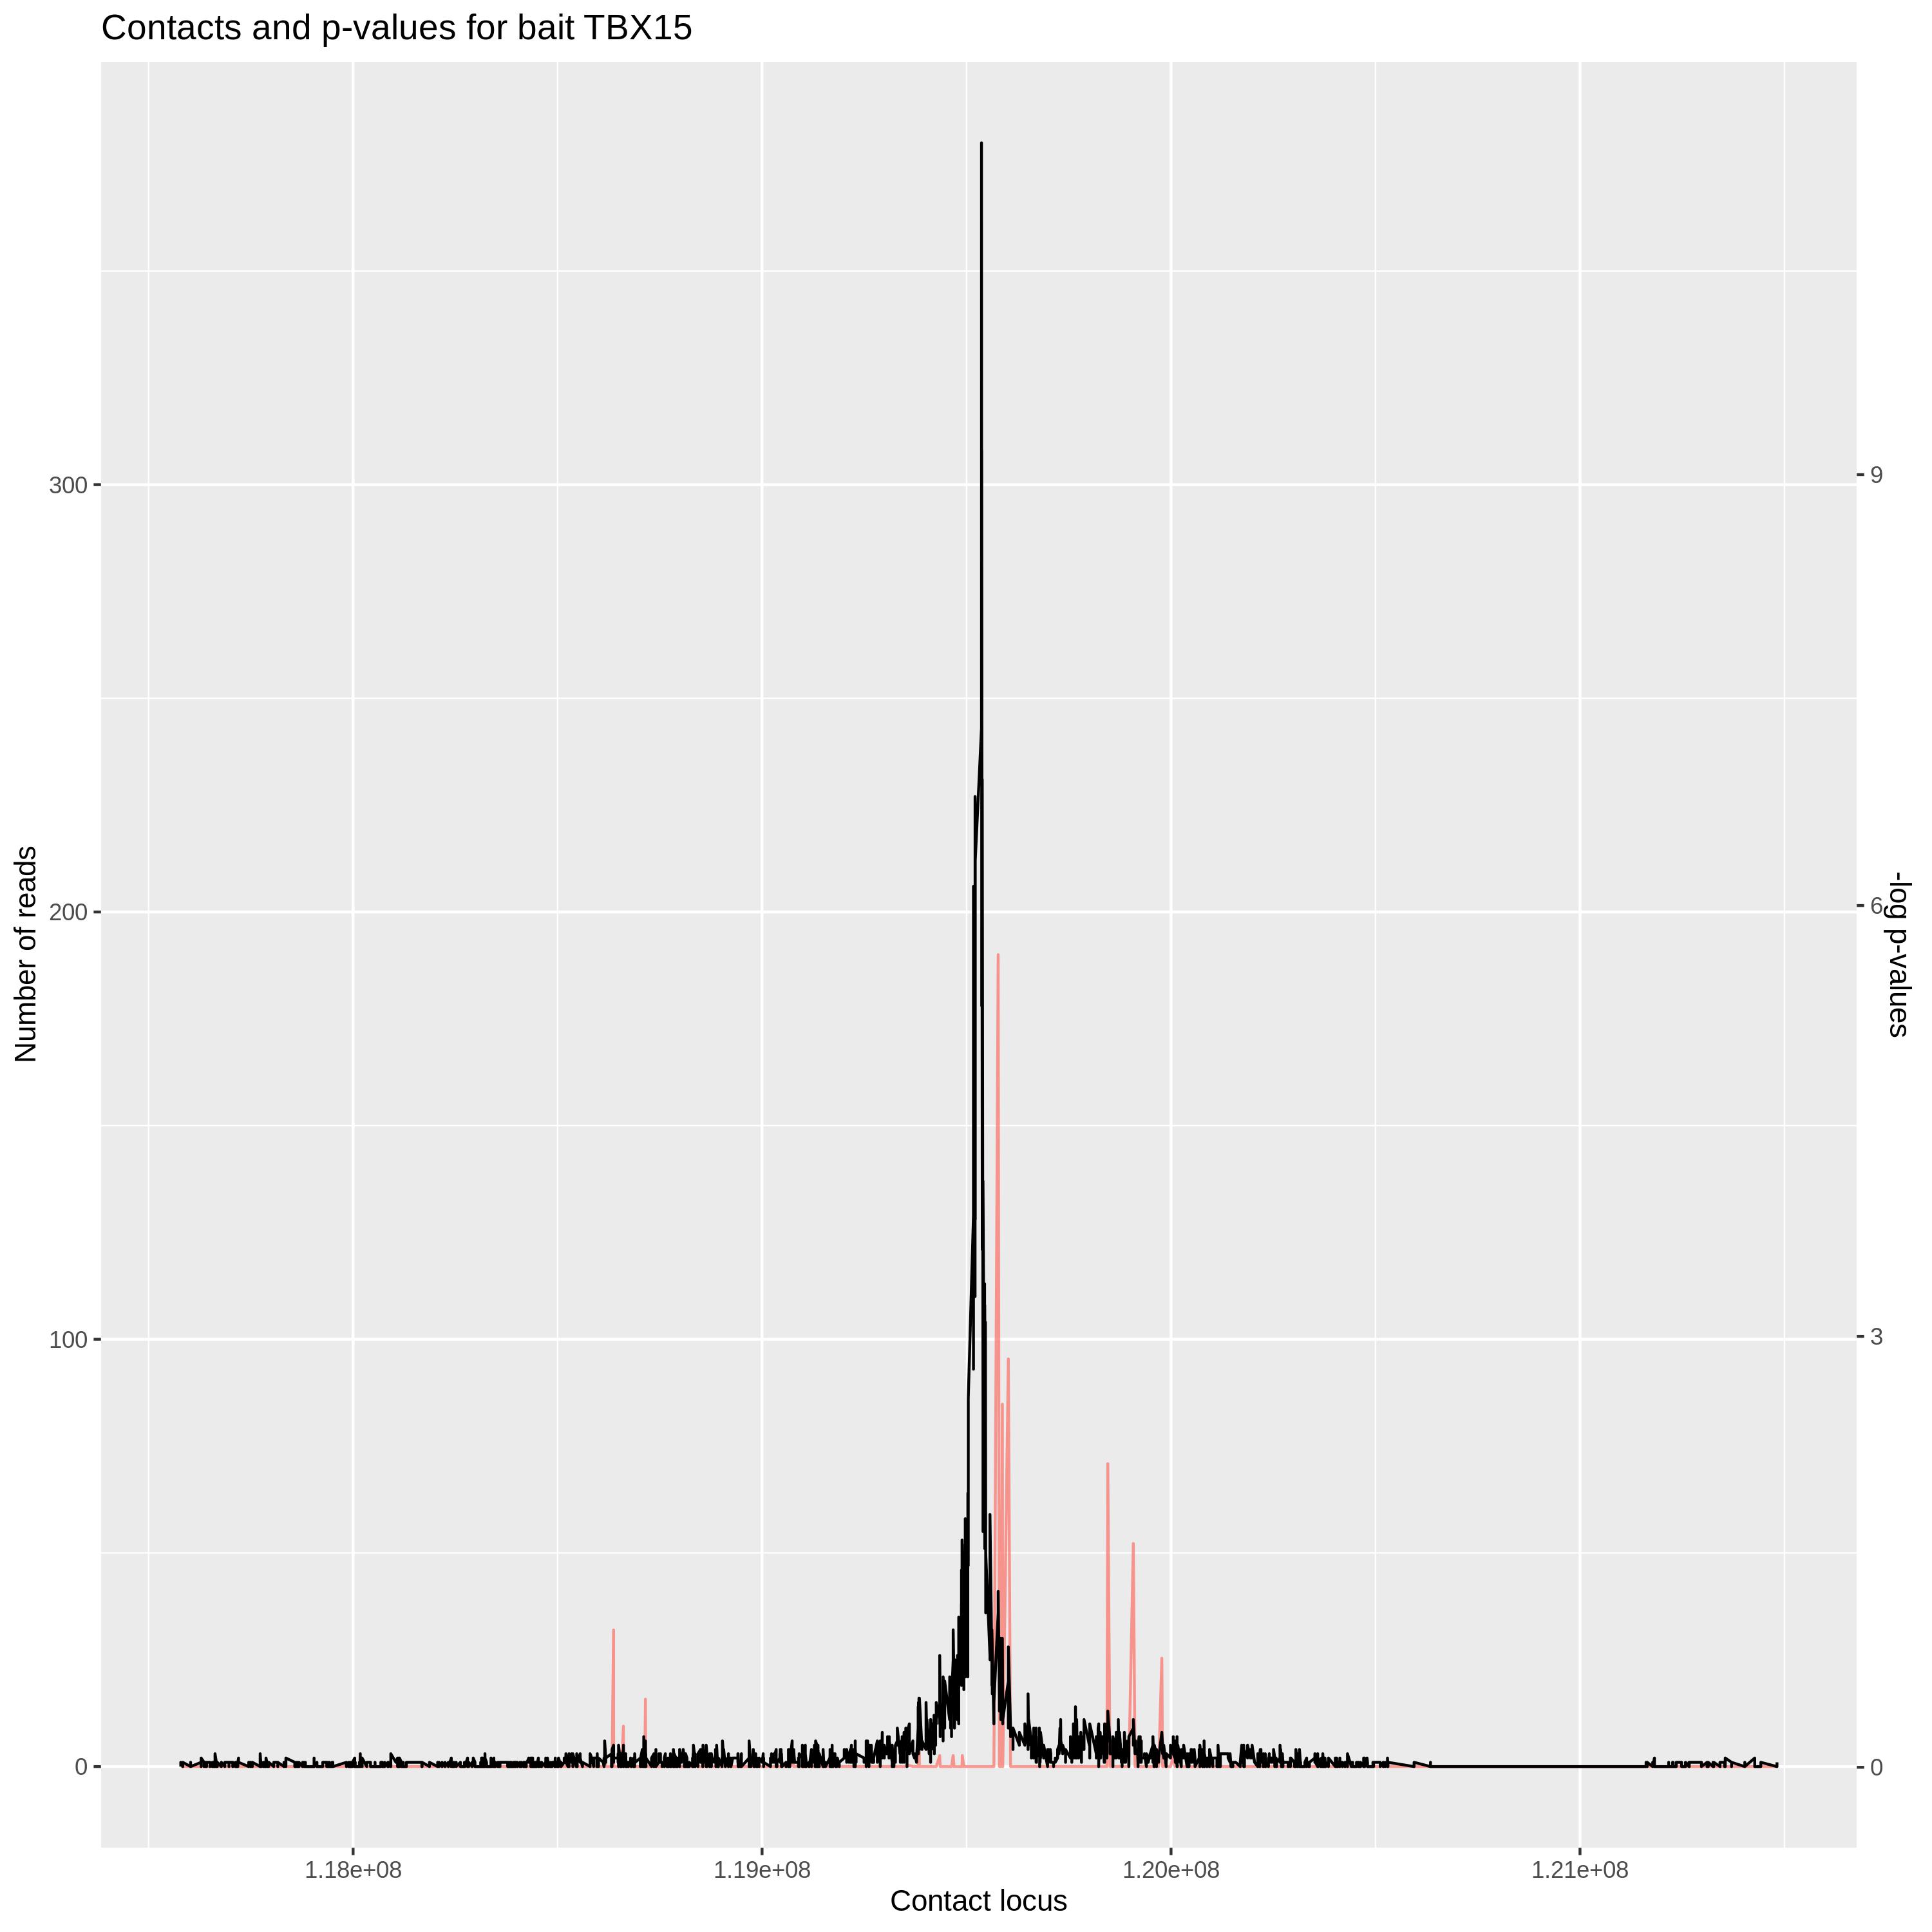 Contacts and p-values for bait TBX15
300
200
100
0
Number of reads
9
6
3
0
-log p-values
1.18e+08
1.19e+08
1.20e+08
1.21e+08
Contact locus